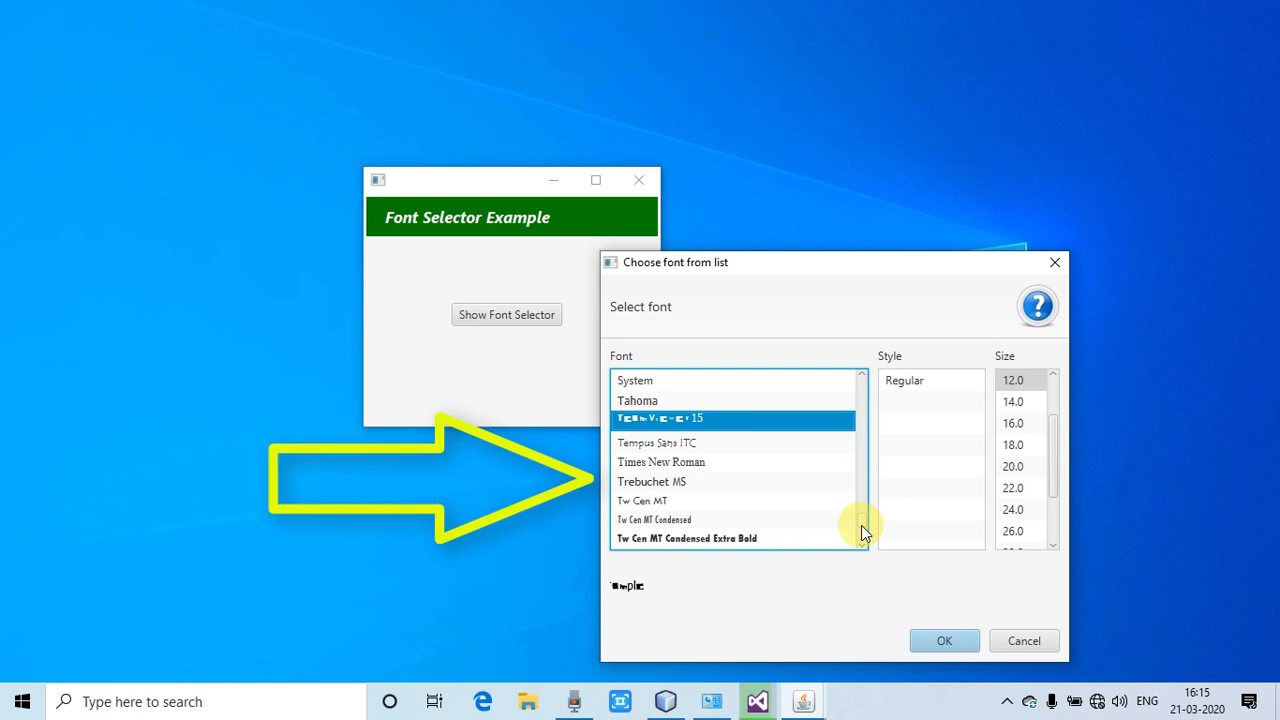 Font Selector Example
Show Font Selector
Choose font from list
Select font
Font
Style
Size
System
Tahoma
TeamViewer 15
Tempus Sans ITC
Times New Roman
Trebuchet MS
Tw Cen MT
Tw Cen MT Condensed
Tw Cen MT Condensed Extra Bold
Regular
12.0
14.0
16.0
18.0
20.0
22.0
24.0
26.0
OK
Cancel
Type here to search
ENG
16:15
21-03-2020